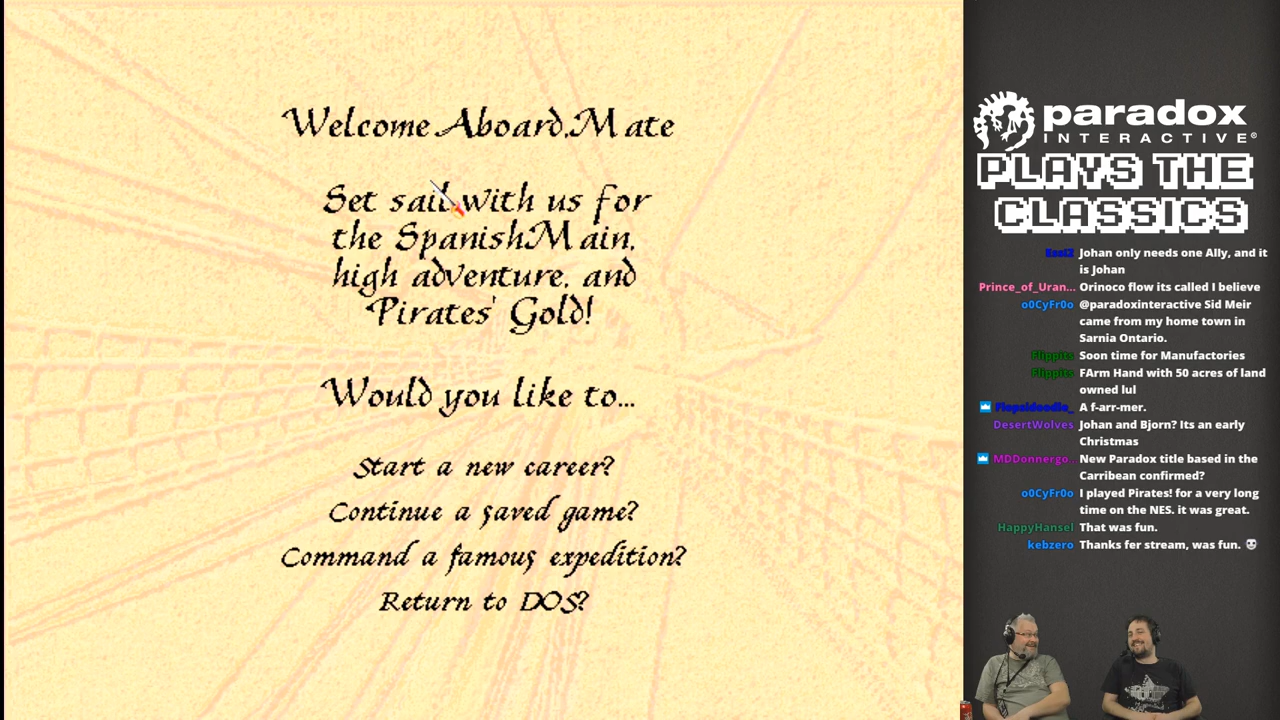 Welcome Aboard, Mate
Set sail with us for
the Spanish Main,
high adventure, and
Pirates' Gold!
Would you like to...
Start a new career?
Continue a saved game?
Command a famous expedition?
Return to DOS?
paradox
INTERACTIVE®
PLAYS THE
CLASSICS
Johan only needs one Ally, and it
is Johan
Prince_of_Uran... Orinoco flow its called I believe
o0CyFr0o @paradoxinteractive Sid Meir
came from my home town in
Sarnia Ontario.
Flippits Soon time for Manufactories
Flippits FArm Hand with 50 acres of land
owned lul
Flopsidoodle_ A f-arr-mer.
DesertWolves Johan and Bjorn? Its an early
Christmas
MDDonnergo.. New Paradox title based in the
Carribean confirmed?
o0CyFr0o I played Pirates! for a very long
time on the NES. it was great.
HappyHansel That was fun.
kebzero Thanks fer stream, was fun.